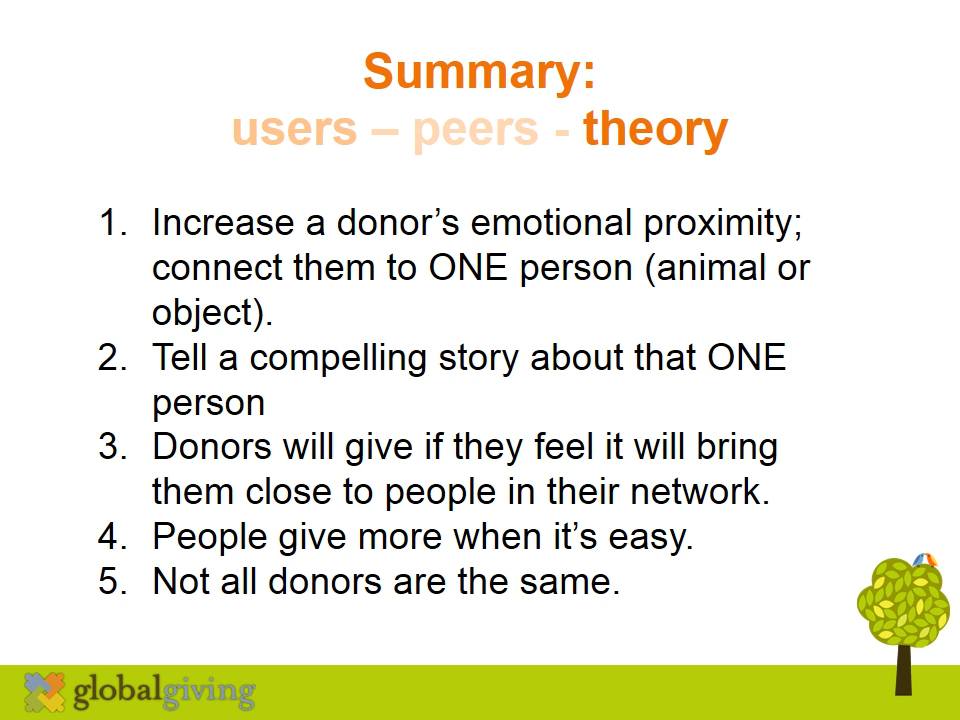 Summary:
users – peers - theory
1. Increase a donor’s emotional proximity;
connect them to ONE person (animal or
object).
2. Tell a compelling story about that ONE
person
3. Donors will give if they feel it will bring
them close to people in their network.
4. People give more when it’s easy.
5. Not all donors are the same.
globalgiving